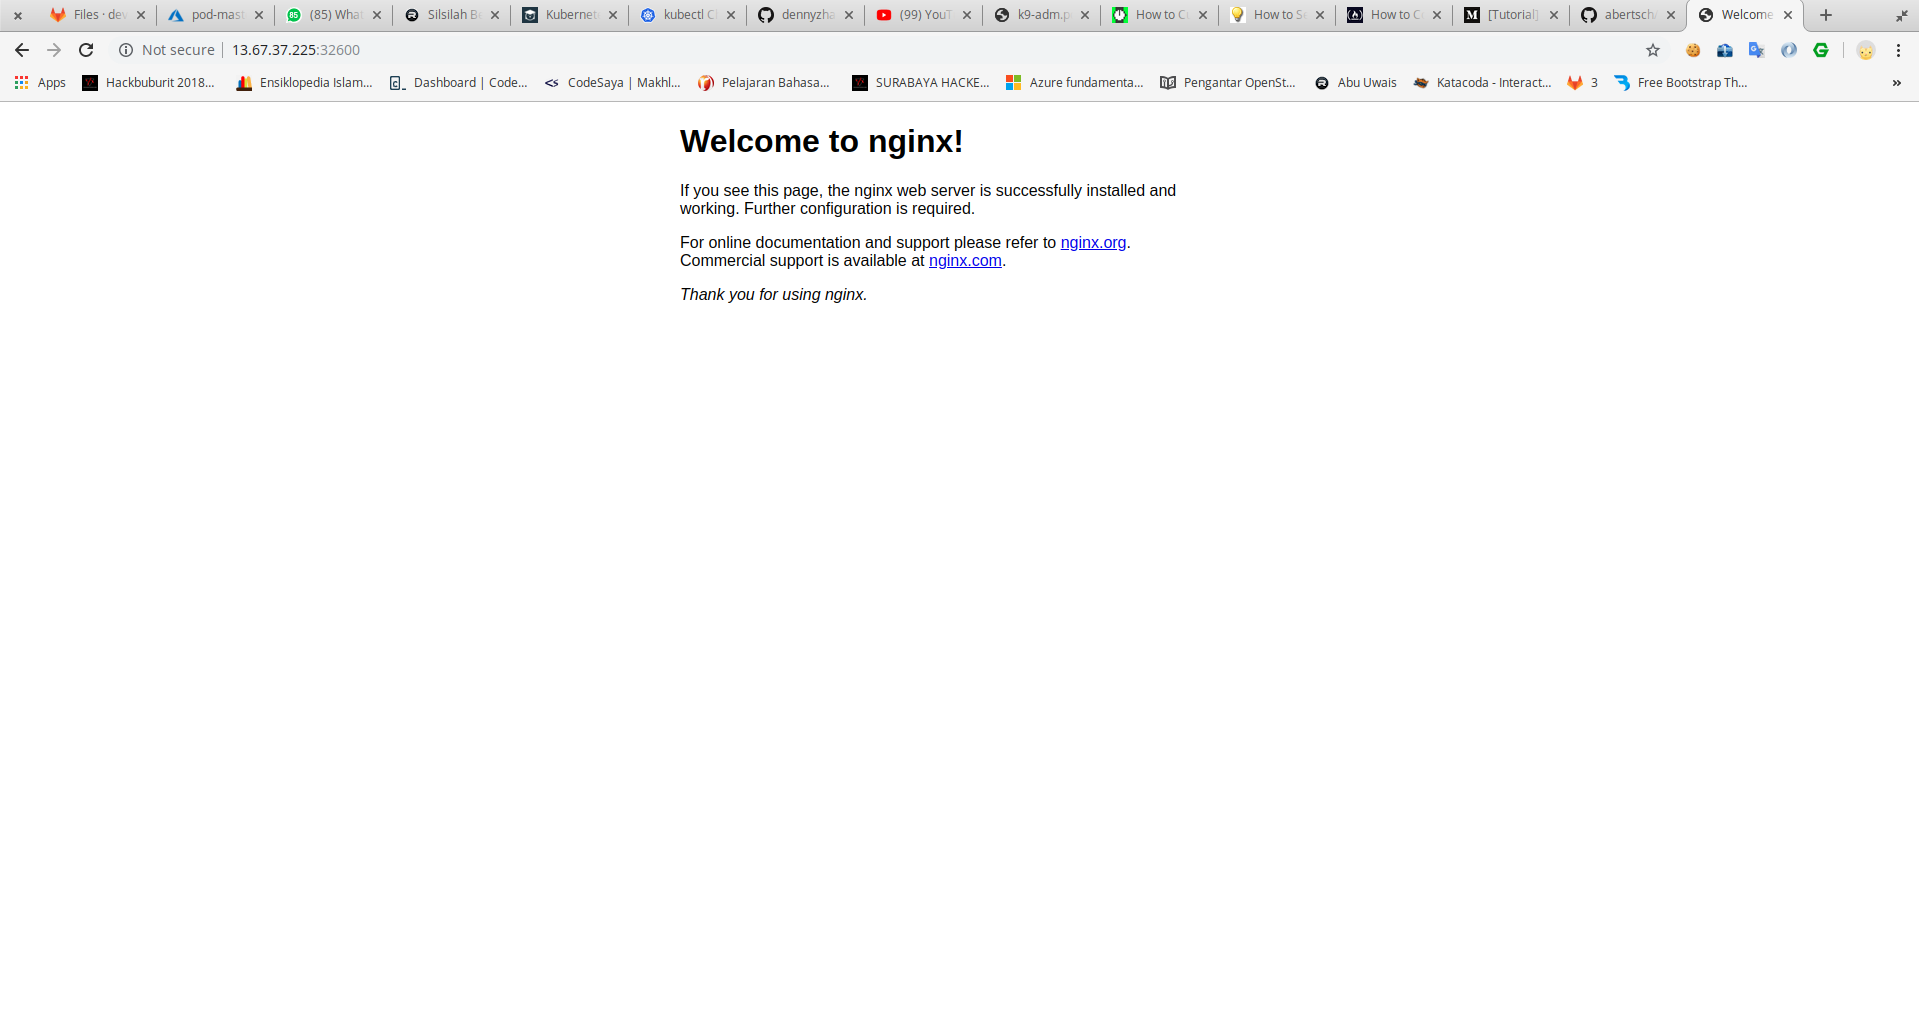 Files · dev
pod-mast
(85) What
Silsilah Be
Kubernet
kubectl Ch
dennyzha
(99) YouT
k9-adm.p
How to C
How to Se
How to C
[Tutorial]
abertsch
Welcome
Not secure | 13.67.37.225:32600
Apps
Hackbuburit 2018...
Ensiklopedia Islam...
Dashboard | Code...
CodeSaya | Makhl...
Pelajaran Bahasa...
SURABAYA HACKE...
Azure fundamenta...
Pengantar OpenSt...
Abu Uwais
Katacoda - Interact...
3
Free Bootstrap Th...
»
Welcome to nginx!
If you see this page, the nginx web server is successfully installed and
working. Further configuration is required.
For online documentation and support please refer to nginx.org.
Commercial support is available at nginx.com.
Thank you for using nginx.